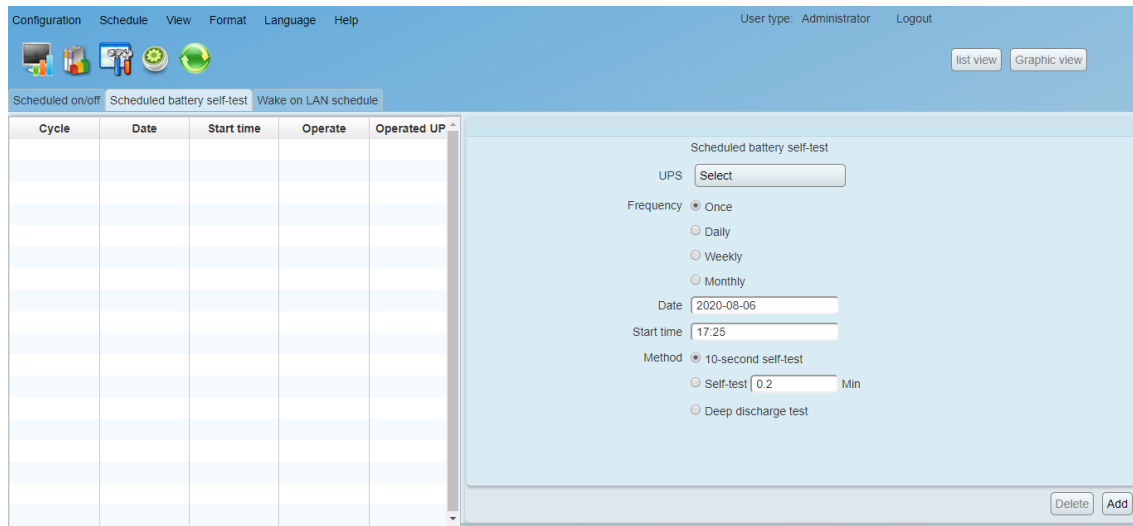 Configuration Schedule View Format Language Help User type: Administrator Logout
list view Graphic view
Scheduled on/off Scheduled battery self-test Wake on LAN schedule
Cycle Date Start time Operate Operated UP
Scheduled battery self-test
UPS Select
Frequency Once
Daily
Weekly
Monthly
Date 2020-08-06
Start time 17:25
Method 10-second self-test
Self-test 0.2 Min
Deep discharge test
Delete Add